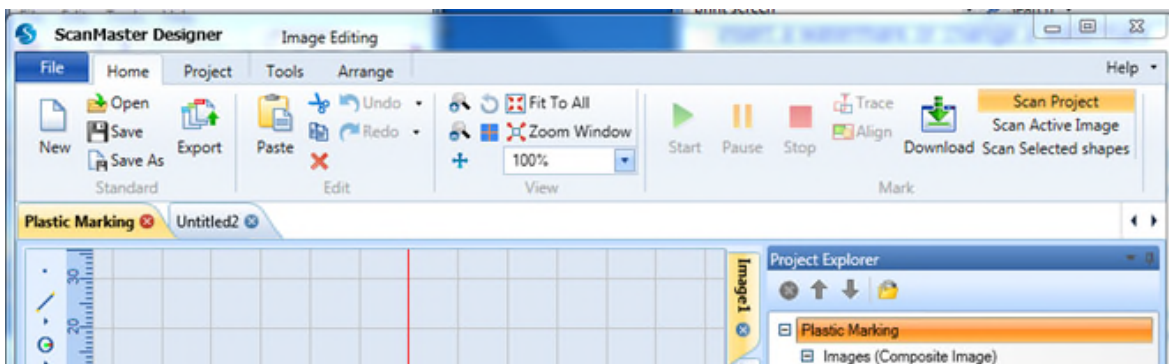 Print Screen
ScanMaster Designer
Image Editing
File
Home
Project
Tools
Arrange
Help
New
Open
Save
Save As
Export
Standard
Paste
Undo
Redo
Edit
Fit To All
Zoom Window
100%
View
Start
Pause
Stop
Trace
Align
Download
Scan Project
Scan Active Image
Scan Selected shapes
Mark
Plastic Marking
Untitled2
30
20
Image1
Project Explorer
Plastic Marking
Images (Composite Image)